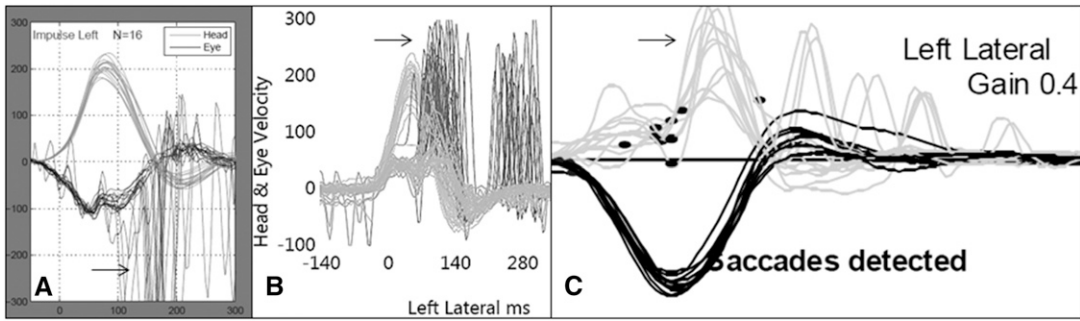 300
Impulse Left N=16
Head
Eye
200
100
0
-100
-200
-300
0 100 200 300
A
Head & Eye Velocity
300
200
100
0
-100
-140 0 140 280
Left Lateral ms
B
Left Lateral
Gain 0.4
Saccades detected
C